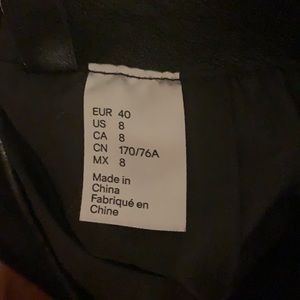 EUR 40
US 8
CA 8
CN 170/76A
MX 8
Made in
China
Fabriqué en
Chine